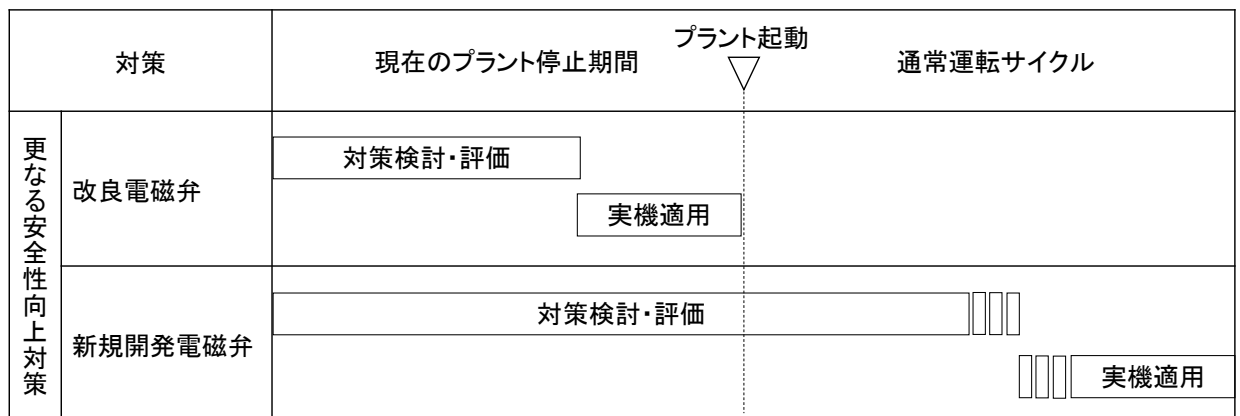 対策
現在のプラント停止期間
プラント起動
通常運転サイクル
更なる安全性向上対策
改良電磁弁
対策検討・評価
実機適用
新規開発電磁弁
対策検討・評価
実機適用